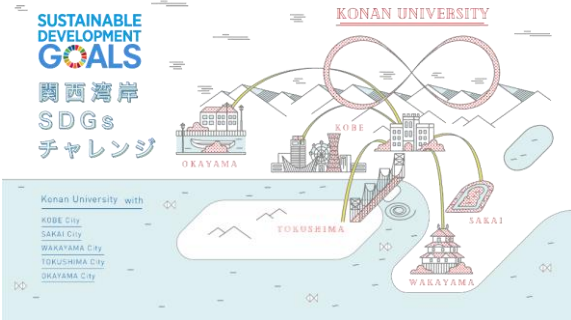 SUSTAINABLE
DEVELOPMENT
GOALS
関西湾岸
SDGs
チャレンジ
KONAN UNIVERSITY
KOBE
OKAYAMA
TOKUSHIMA
SAKAI
WAKAYAMA
Konan University with
KOBE City
SAKAI City
WAKAYAMA City
TOKUSHIMA City
OKAYAMA City